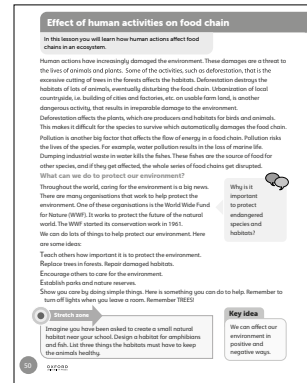 Effect of human activities on food chain
In this lesson you will learn how human actions affect food
chains in an ecosystem.
Human actions have increasingly damaged the environment. These damages are a threat to
the lives of animals and plants. Some of the activities, such as deforestation, that is the
excessive cutting of trees in the forests affects the habitats. Deforestation destroys the
habitats of lots of animals, eventually disturbing the food chain. Urbanization of local
countryside, i.e. building of cities and factories, etc. on usable farm land, is another
dangerous activity, that results in irreparable damage to the environment.
Deforestation affects the plants, which are producers and habitats for birds and animals.
This makes it difficult for the species to survive which automatically damages the food chain.
Pollution is another big factor that affects the flow of energy in a food chain. Pollution risks
the lives of the species. For example, water pollution results in the loss of marine life.
Dumping industrial waste in water kills the fishes. These fishes are the source of food for
other species, and if they get affected, the whole series of food chains get disrupted.
What can we do to protect our environment?
Throughout the world, caring for the environment is a big news.
There are many organisations that work to help protect the
environment. One of these organisations is the World Wide Fund
for Nature (WWF). It works to protect the future of the natural
world. The WWF started its conservation work in 1961.
We can do lots of things to help protect our environment. Here
are some ideas:
Why is it
important
to protect
endangered
species and
habitats?
Teach others how important it is to protect the environment.
Replace trees in forests. Repair damaged habitats.
Encourage others to care for the environment.
Establish parks and nature reserves.
Show you care by doing simple things. Here is something you can do to help. Remember to
turn off lights when you leave a room. Remember TREES!
Stretch zone
Imagine you have been asked to create a small natural
habitat near your school. Design a habitat for amphibians
and fish. List three things the habitats must have to keep
the animals healthy.
Key idea
We can affect our
environment in
positive and
negative ways.
50
OXFORD